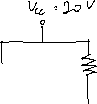 Vcc = 20 V